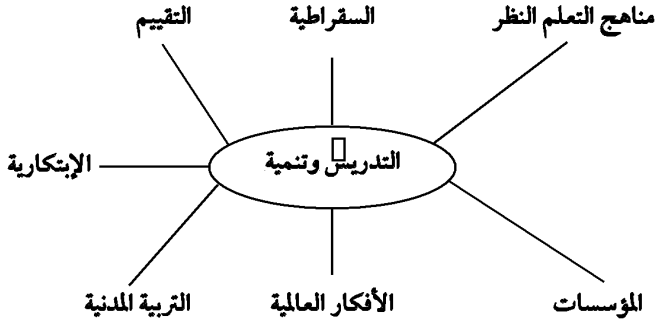 مناهج التعلم النظر
السقراطية
التقييم
التدريس وتنمية
الإبتكارية
المؤسسات
الأفكار العالمية
التربية المدنية